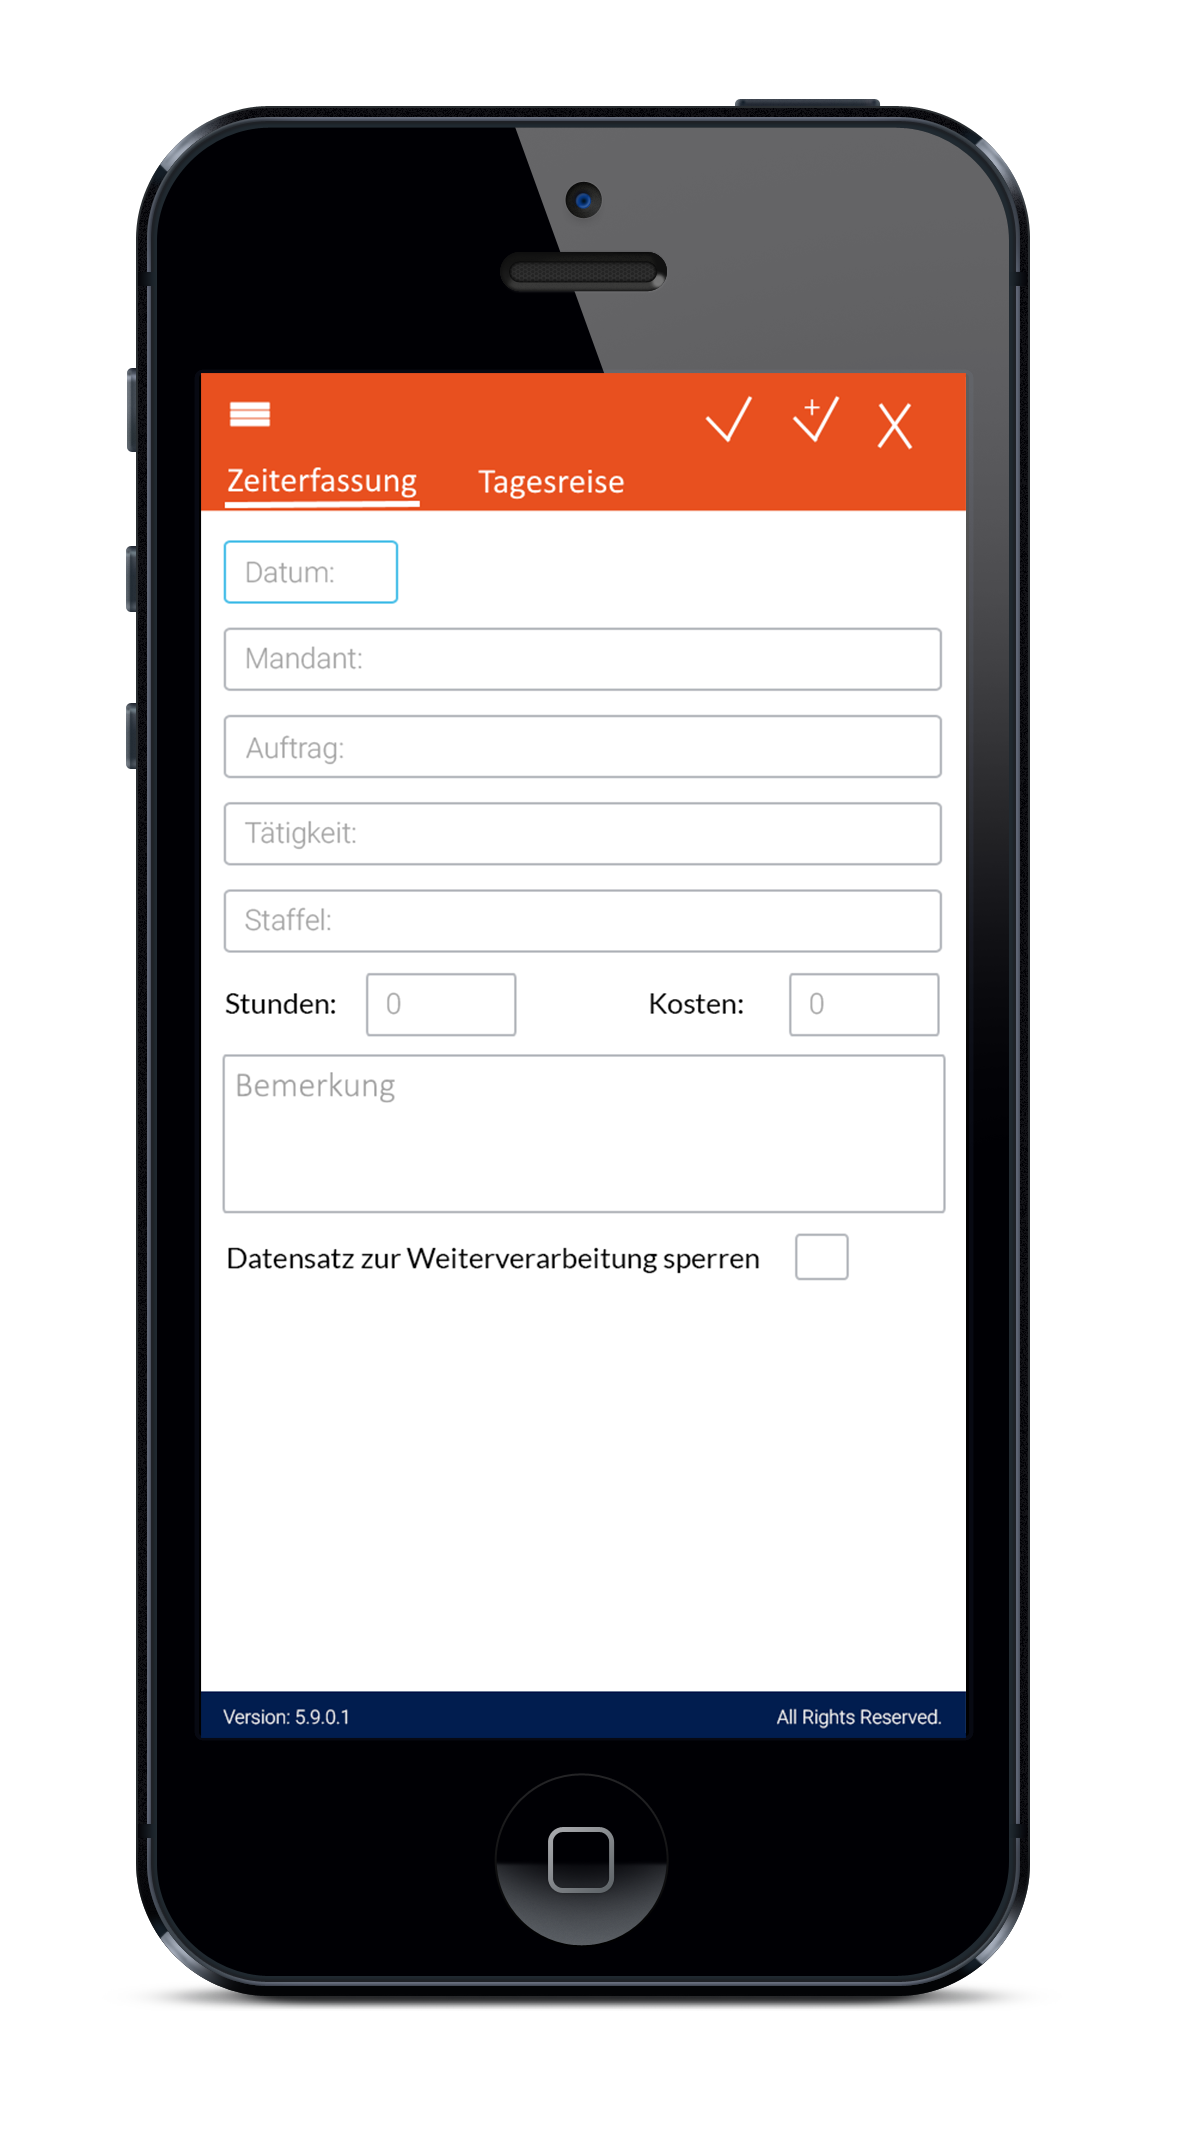 Zeiterfassung Tagesreise
Datum:
Mandant:
Auftrag:
Tätigkeit:
Staffel:
Stunden: 0 Kosten: 0
Bemerkung
Datensatz zur Weiterverarbeitung sperren
Version: 5.9.0.1 All Rights Reserved.